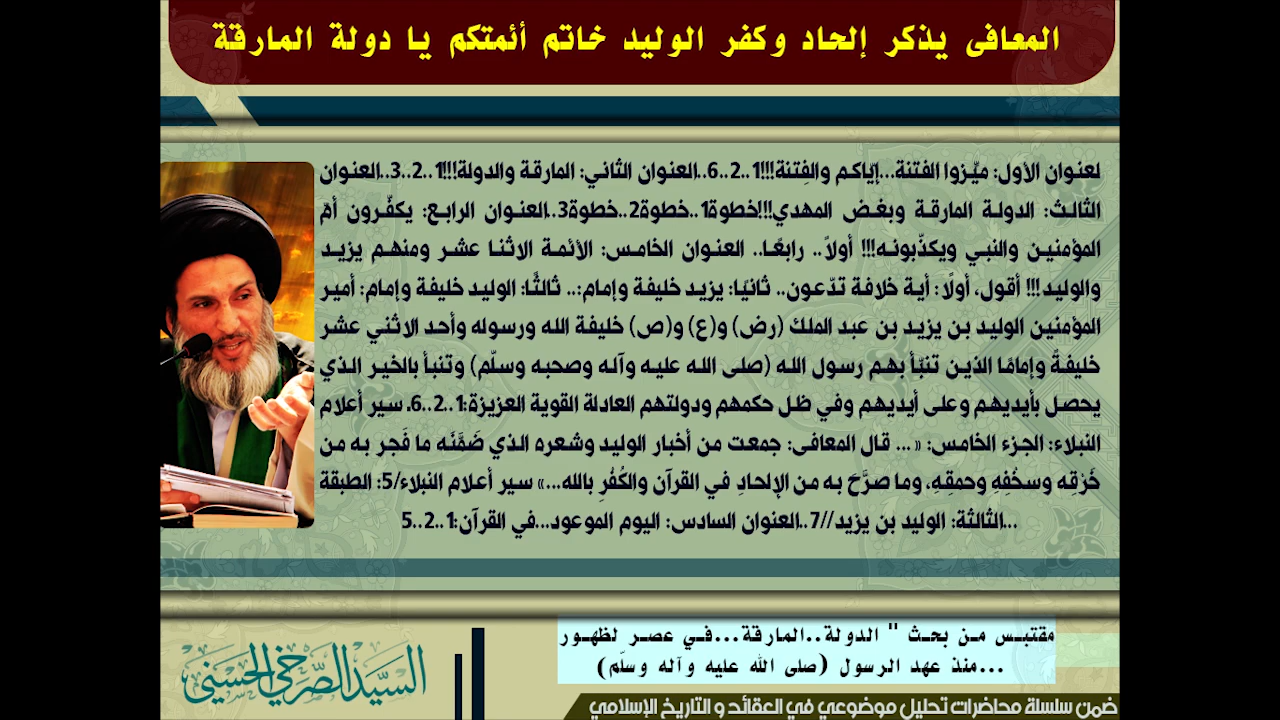 المعافى يذكر إلحاد وكفر الوليد خاتم أئمتكم يا دولة المارقة
لعنوان الأول: ميِّزوا الفتنة...إيّاكم والفِتنة!!!1..2..6..العنوان الثاني: المارقة والدولة!!!1..2..3..العنوان
الثالث: الدولة المارقة وبغض المهدي!!!خطوة1..خطوة2..خطوة3..العنوان الرابع: يكفّرون أمّ
المؤمنين والنبي ويكذّبونه!!! أولاً.. رابعًا.. العنوان الخامس: الأئمة الاثنا عشر ومنهم يزيد
والوليد!!! أقول، أولًا: أية خلافة تدّعون.. ثانيًا: يزيد خليفة وإمام:.. ثالثًا: الوليد خليفة وإمام: أمير
المؤمنين الوليد بن يزيد بن عبد الملك (رض) و(ع) و(ص) خليفة الله ورسوله وأحد الاثني عشر
خليفةً وإمامًا الذين تنبّأ بهم رسول الله (صلى الله عليه وآله وصحبه وسلّم) وتنبأ بالخير الذي
يحصل بأيديهم وعلى أيديهم وفي ظل حكمهم ودولتهم العادلة القوية العزيزة:1..2..6. سير أعلام
النبلاء: الجزء الخامس: «... قال المعافى: جمعت من أخبار الوليد وشعره الذي ضَمَّنَه ما فَجر به من
خَرَقِه وسخُفِهِ وحمقِهِ، وما صرَّحَ به من الإلحادِ في القرآن والكُفُرِ بالله...» سير أعلام النبلاء/5: الطبقة
...الثالثة: الوليد بن يزيد//7..العنوان السادس: اليوم الموعود...في القرآن:1..2..5
مقتبس من بحث " الدولة..المارقة...في عصر لظهور
...منذ عهد الرسول (صلى الله عليه وآله وسلّم)
السيد الصرخي الحسني
ضمن سلسلة محاضرات تحليل موضوعي في العقائد و التاريخ الإسلامي